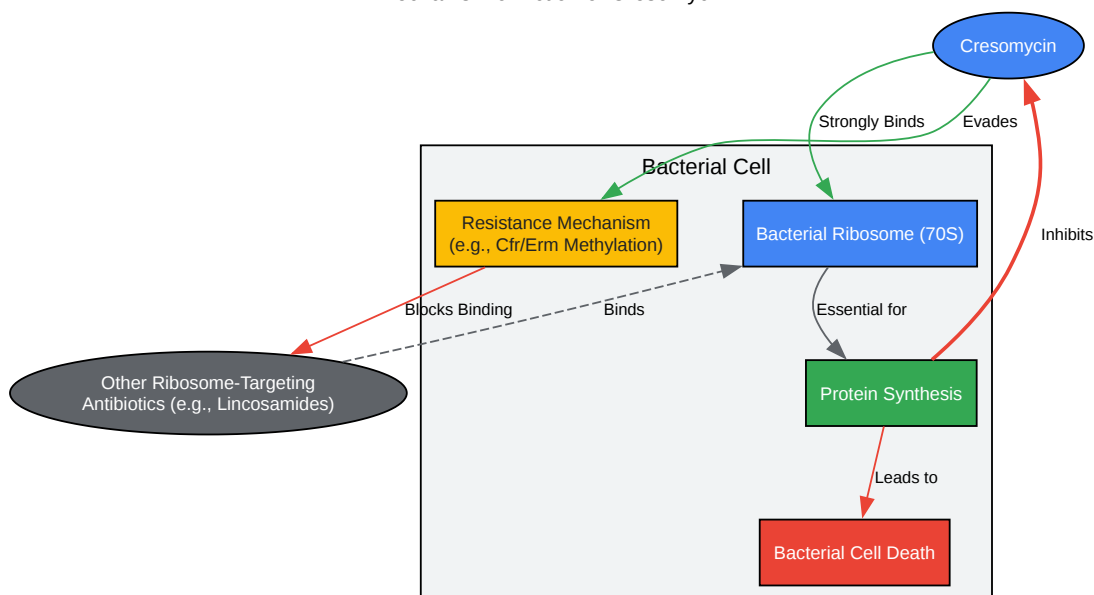 Cresomycin
Strongly Binds
Evades
Bacterial Cell
Resistance Mechanism
(e.g., Cfr/Erm Methylation)
Bacterial Ribosome (70S)
Inhibits
Blocks Binding
Binds
Essential for
Other Ribosome-Targeting
Antibiotics (e.g., Lincosamides)
Protein Synthesis
Leads to
Bacterial Cell Death